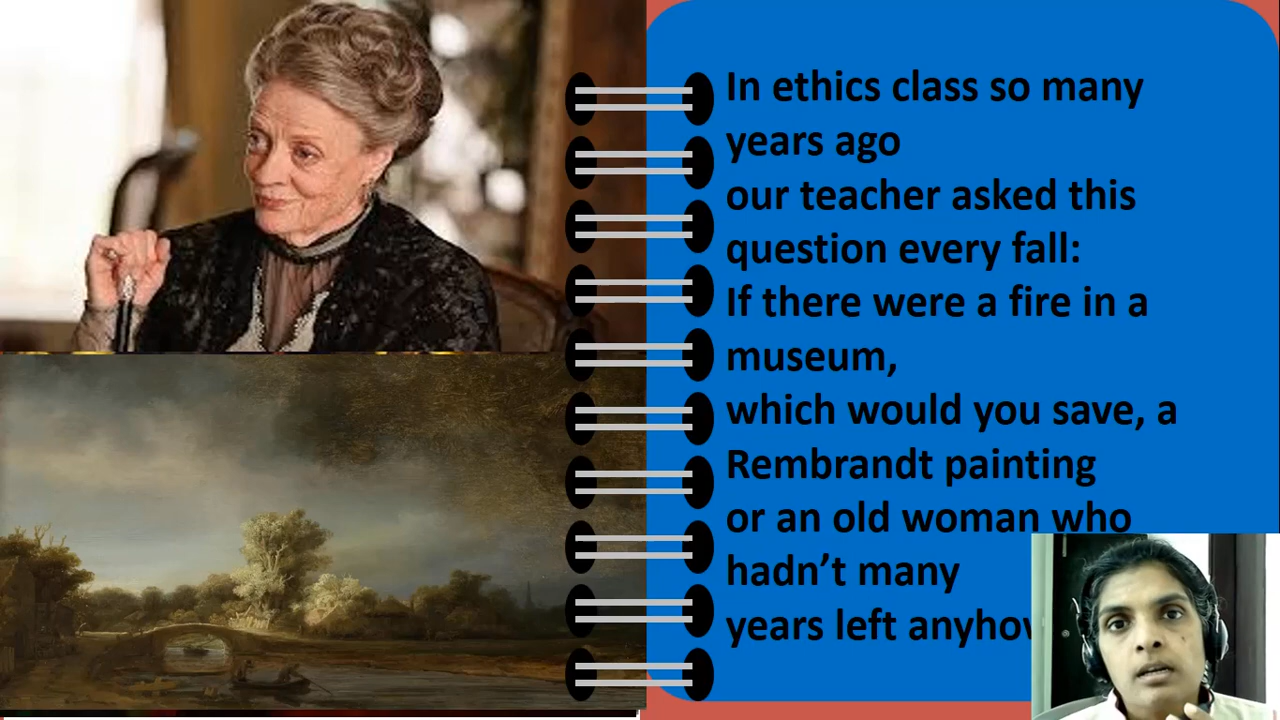 In ethics class so many
years ago
our teacher asked this
question every fall:
If there were a fire in a
museum,
which would you save, a
Rembrandt painting
or an old woman who
hadn’t many
years left